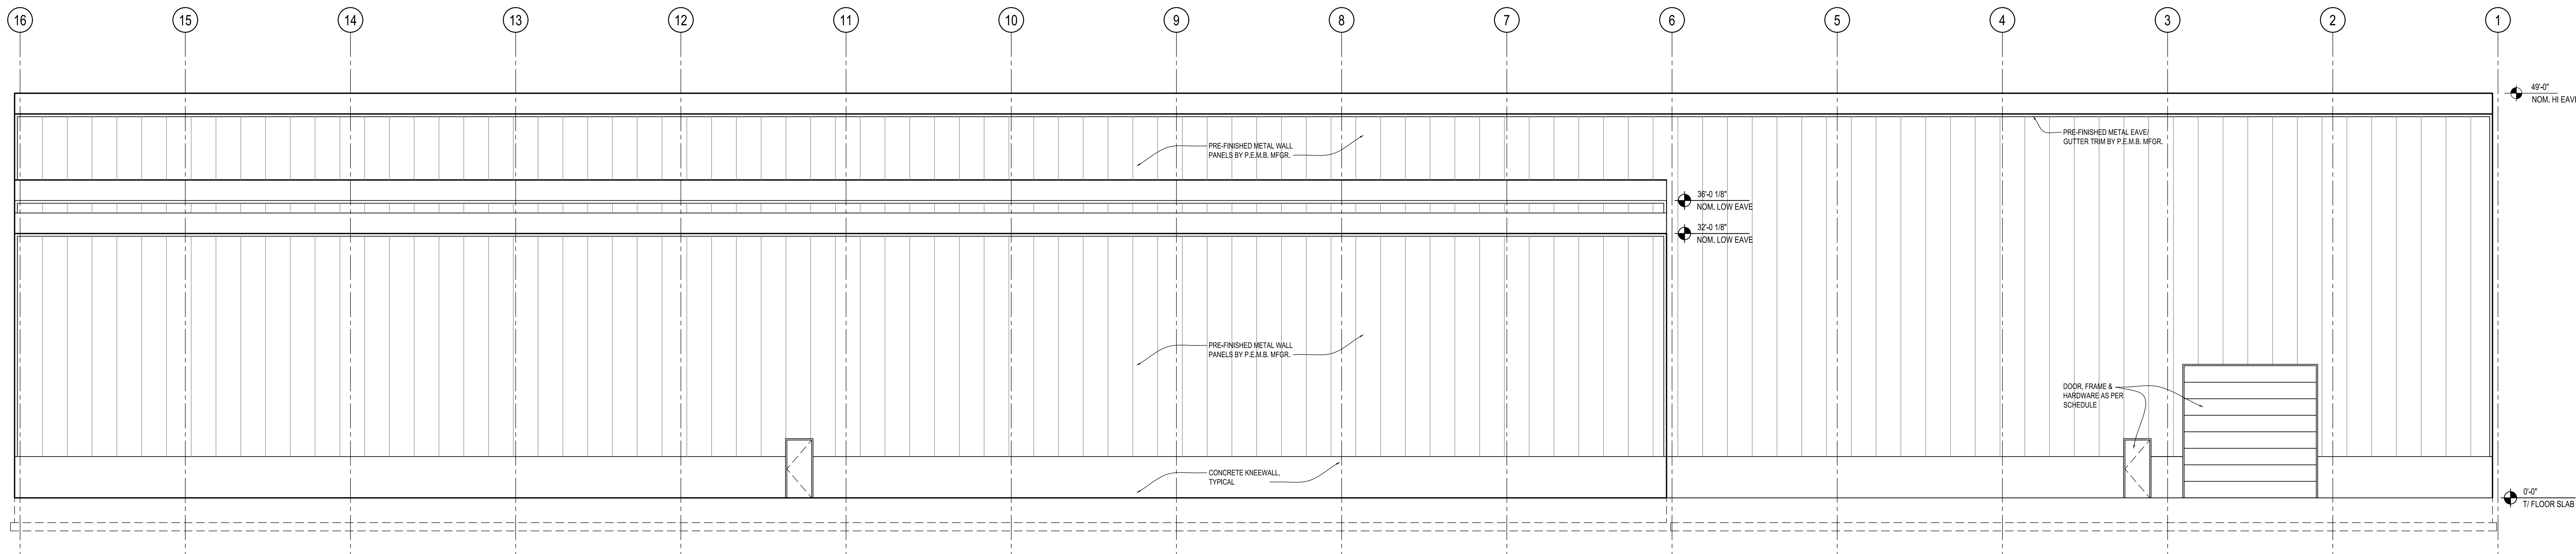 16 15 14 13 12 11 10 9 8 7 6 5 4 3 2 1
49'-0"
NOM. HI EAVE
PRE-FINISHED METAL EAVE/
GUTTER TRIM BY P.E.M.B. MFGR.
PRE-FINISHED METAL WALL
PANELS BY P.E.M.B. MFGR.
36'-0 1/8"
NOM. LOW EAVE
32'-0 1/8"
NOM. LOW EAVE
PRE-FINISHED METAL WALL
PANELS BY P.E.M.B. MFGR.
DOOR, FRAME &
HARDWARE AS PER
SCHEDULE
CONCRETE KNEEWALL,
TYPICAL
0'-0"
T/ FLOOR SLAB